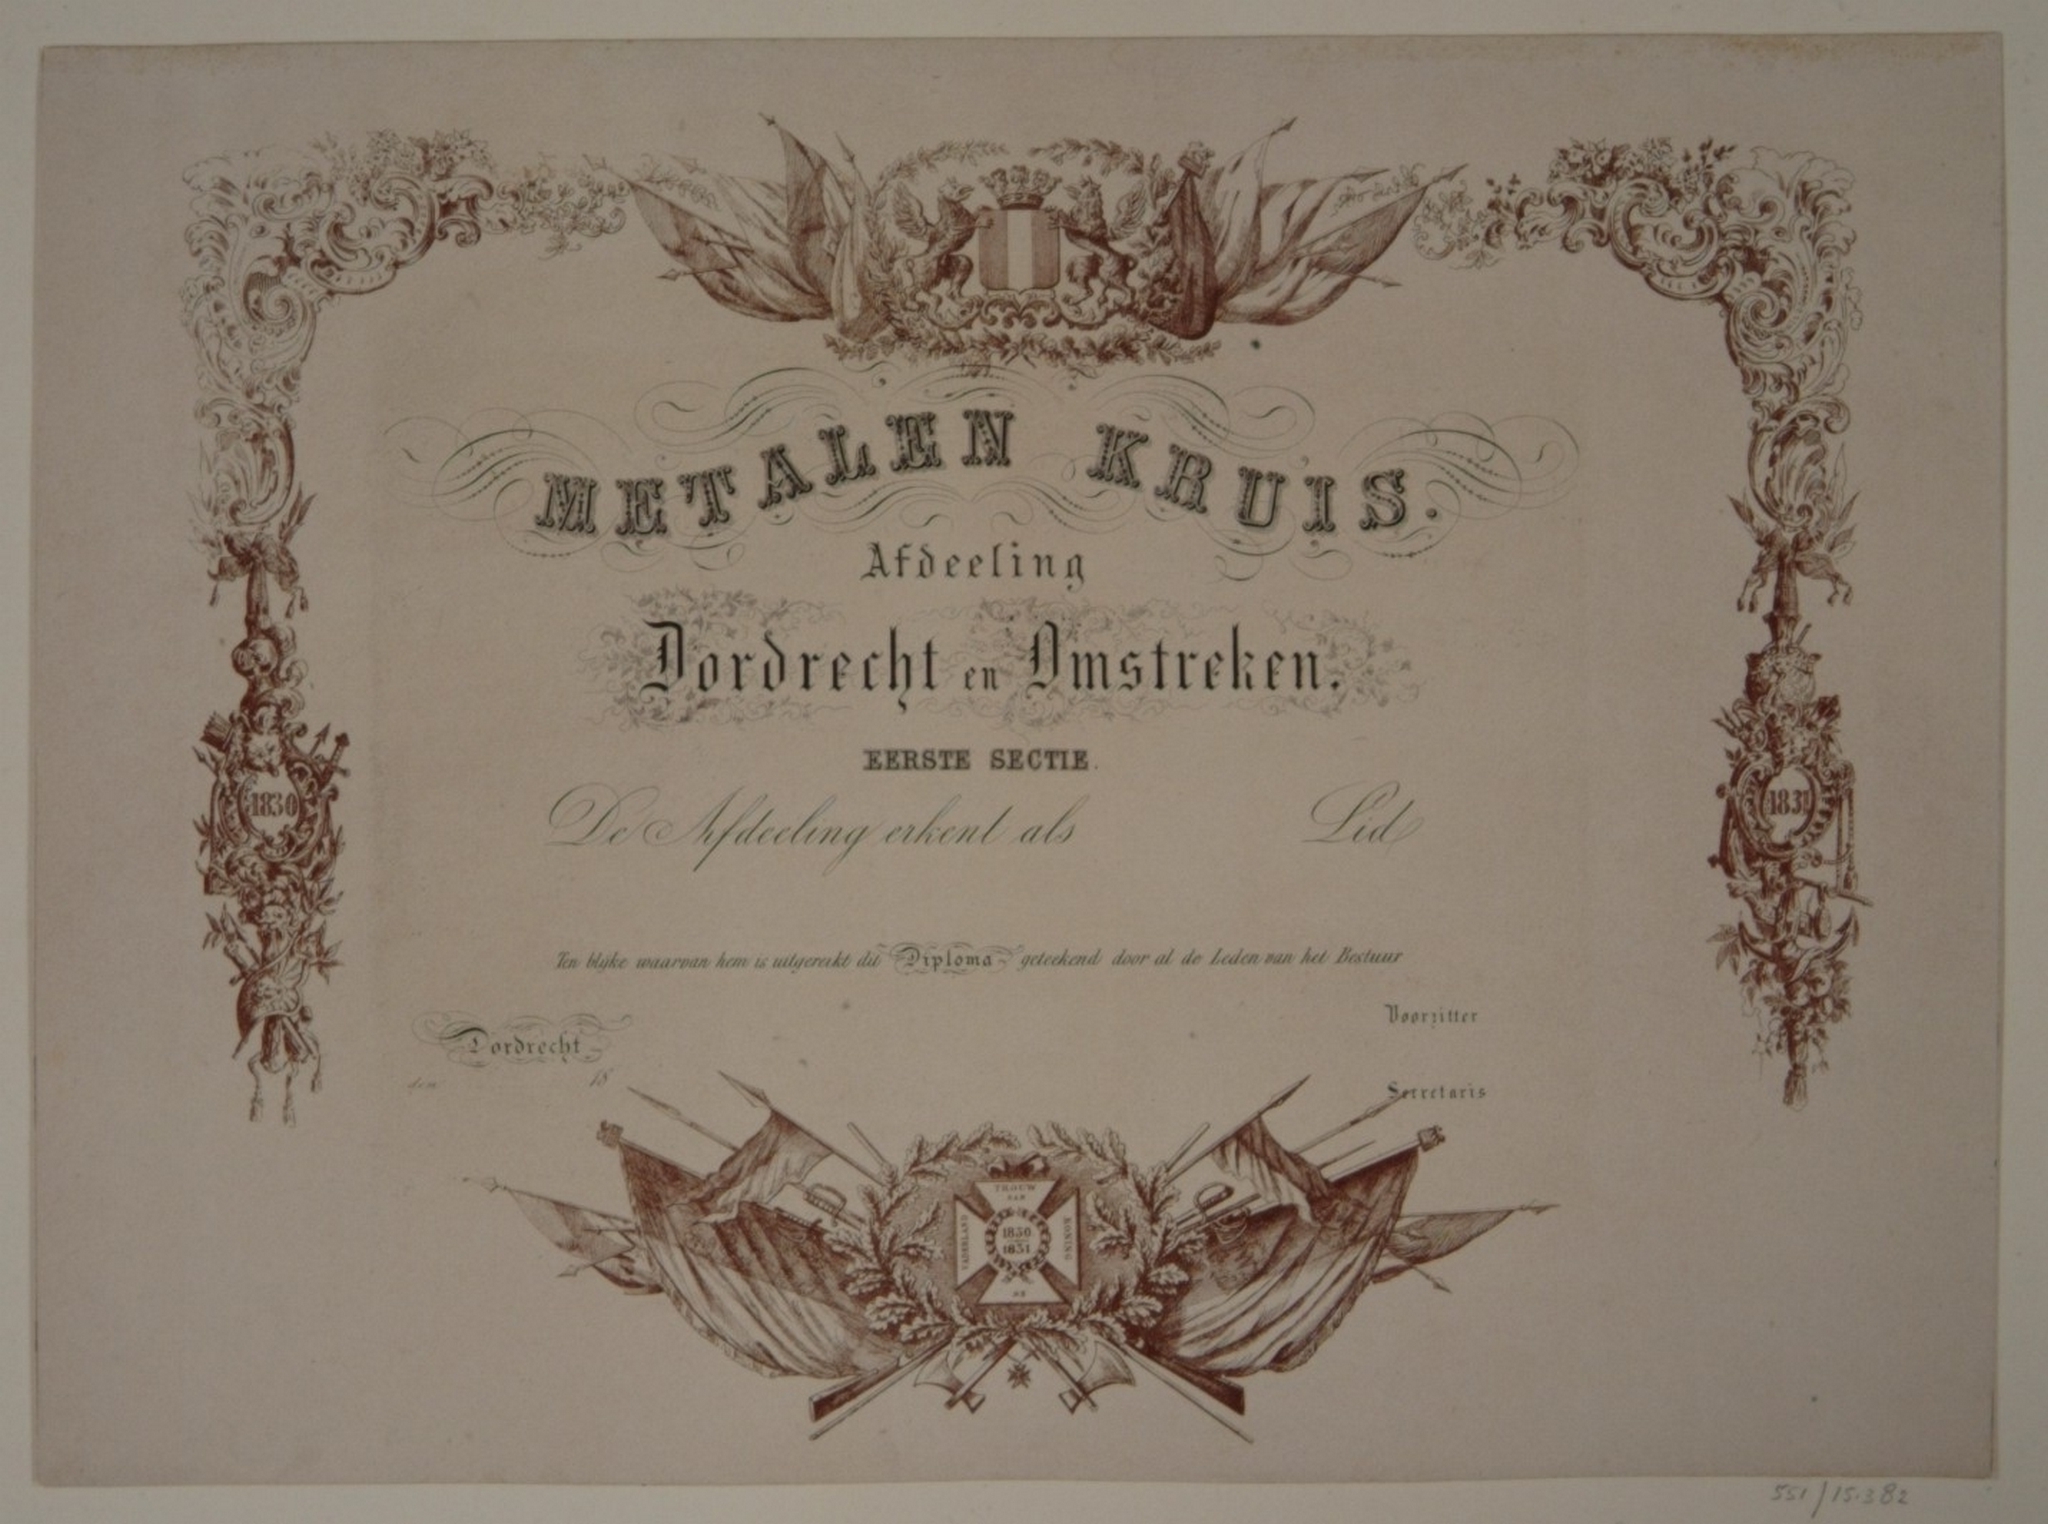 METALEN KRUIS.
Afdeeling
Dordrecht en Omstreken.
EERSTE SECTIE.
1830
1831
De Afdeeling erkent als Lid
Ten blijke waarvan hem is uitgereikt dit Diploma geteekend door al de Leden van het Bestuur
Voorzitter
Dordrecht
den 18
Secretaris
TROUW
AAN
KONING
EN
VADERLAND
1830
1831
551/15.382